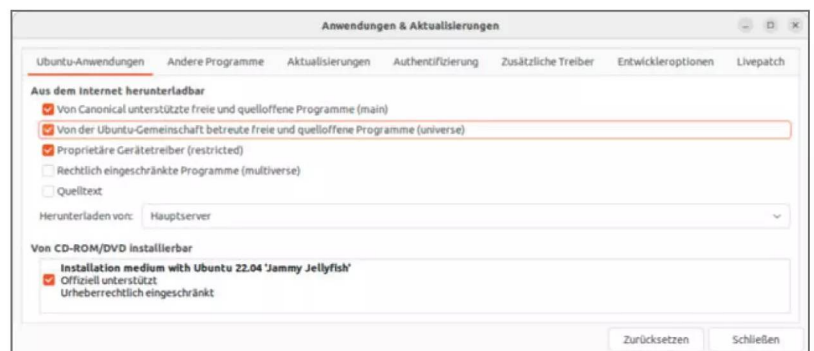 Anwendungen & Aktualisierungen
Ubuntu-Anwendungen Andere Programme Aktualisierungen Authentifizierung Zusätzliche Treiber Entwickleroptionen Livepatch
Aus dem Internet herunterladbar
Von Canonical unterstützte freie und quelloffene Programme (main)
Von der Ubuntu-Gemeinschaft betreute freie und quelloffene Programme (universe)
Proprietäre Gerätetreiber (restricted)
Rechtlich eingeschränkte Programme (multiverse)
Quelltext
Herunterladen von: Hauptserver
Von CD-ROM/DVD installierbar
Installation medium with Ubuntu 22.04 'Jammy Jellyfish'
Offiziell unterstützt
Urheberrechtlich eingeschränkt
Zurücksetzen Schließen